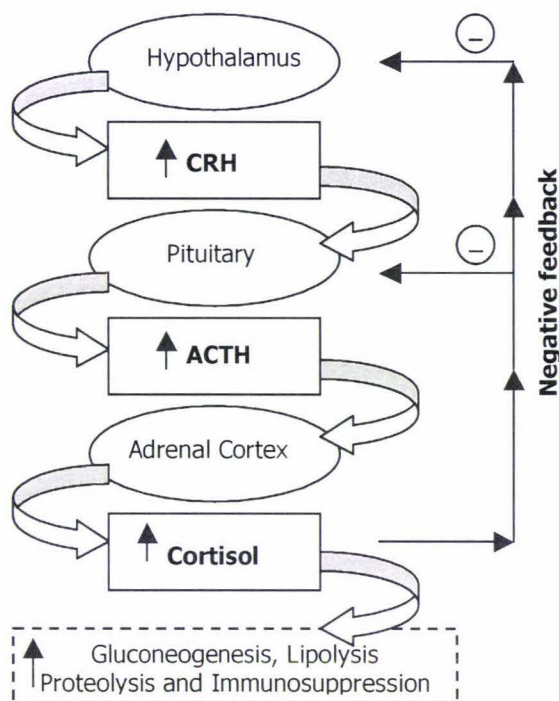 Hypothalamus
CRH
Pituitary
ACTH
Adrenal Cortex
Cortisol
Gluconeogenesis, Lipolysis
Proteolysis and Immunosuppression
Negative feedback